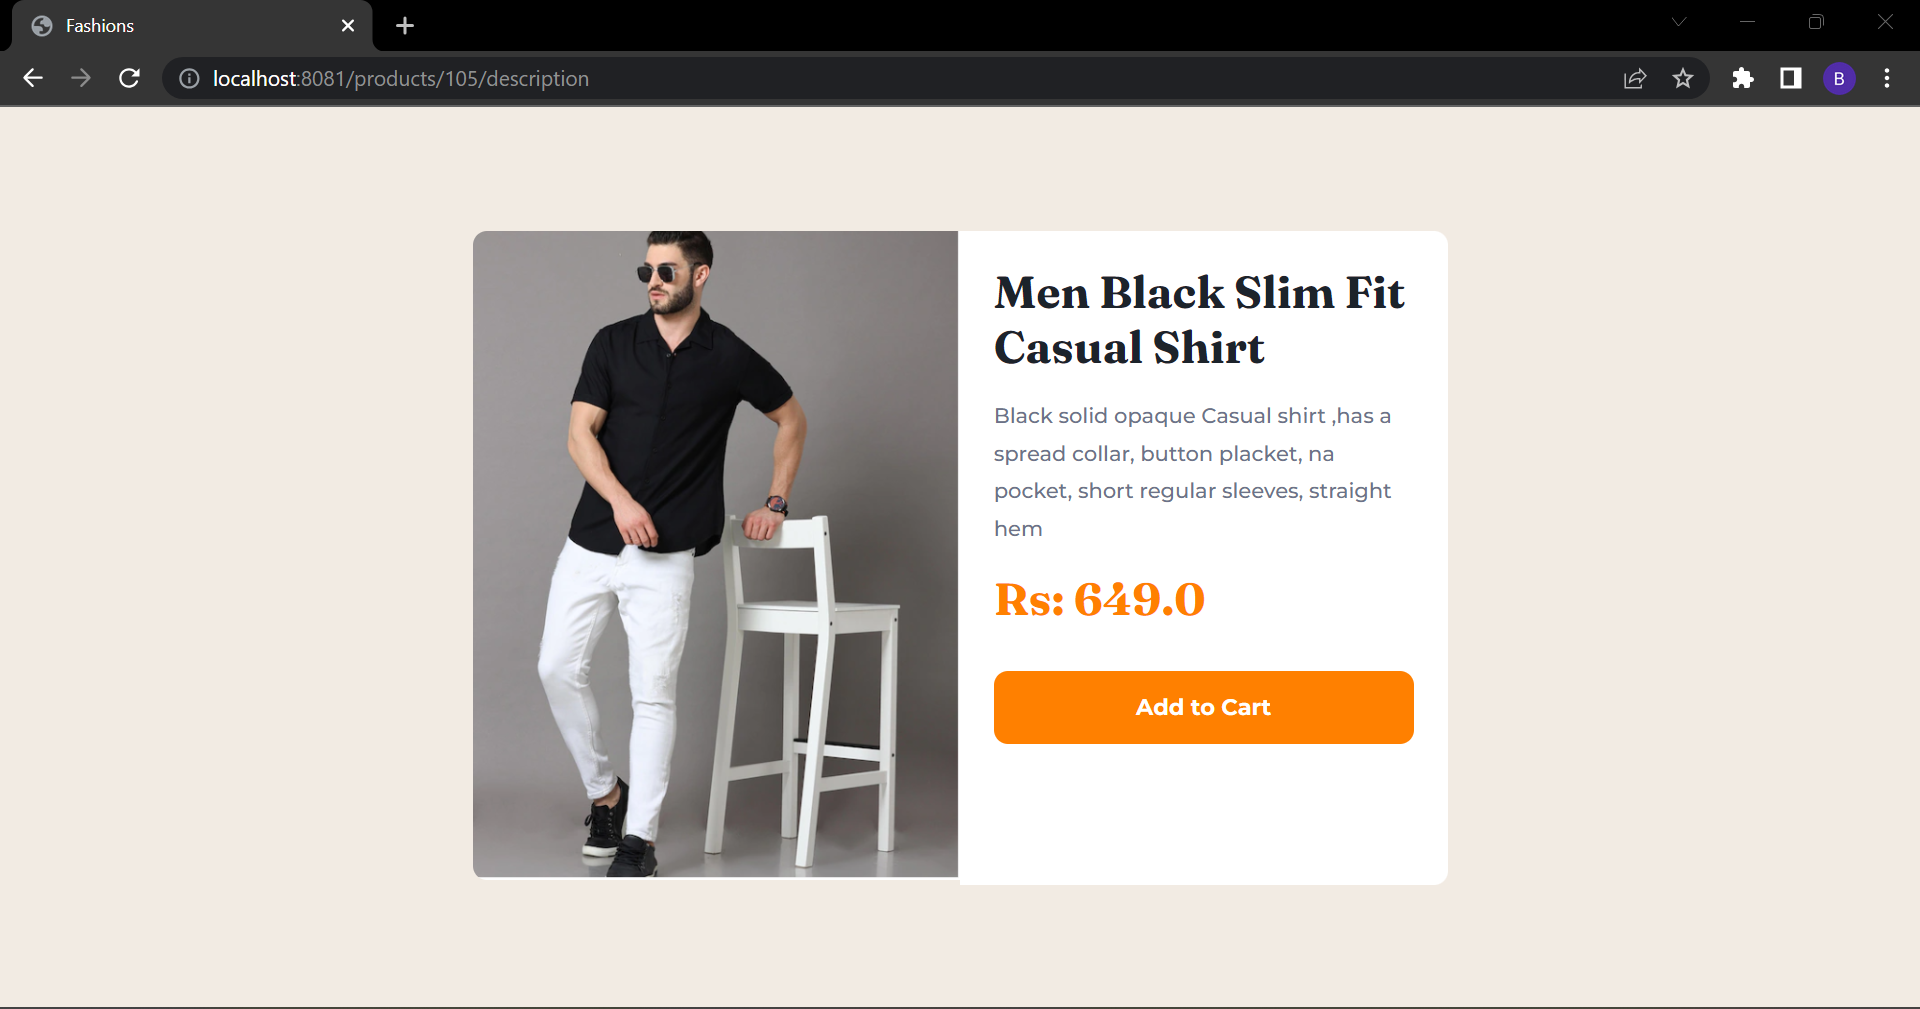 Fashions
localhost:8081/products/105/description
B
Men Black Slim Fit
Casual Shirt
Black solid opaque Casual shirt ,has a
spread collar, button placket, na
pocket, short regular sleeves, straight
hem
Rs: 649.0
Add to Cart